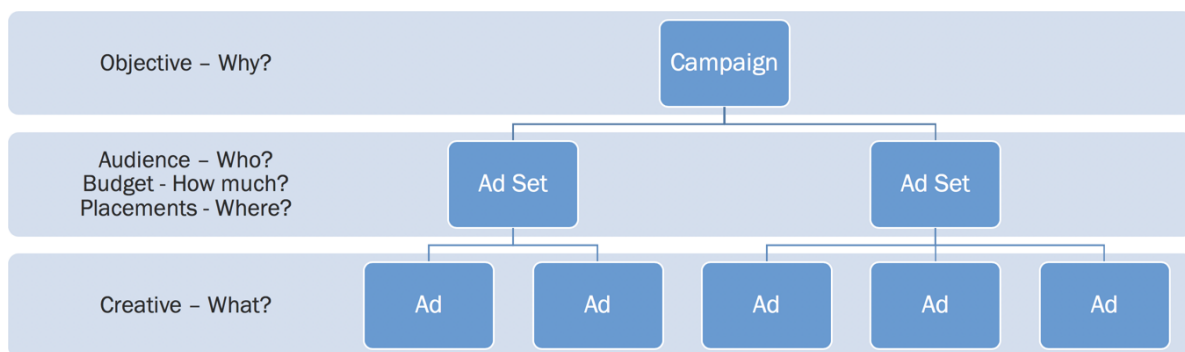 Objective – Why?
Campaign
Audience – Who?
Budget - How much?
Placements - Where?
Ad Set
Ad Set
Creative – What?
Ad
Ad
Ad
Ad
Ad